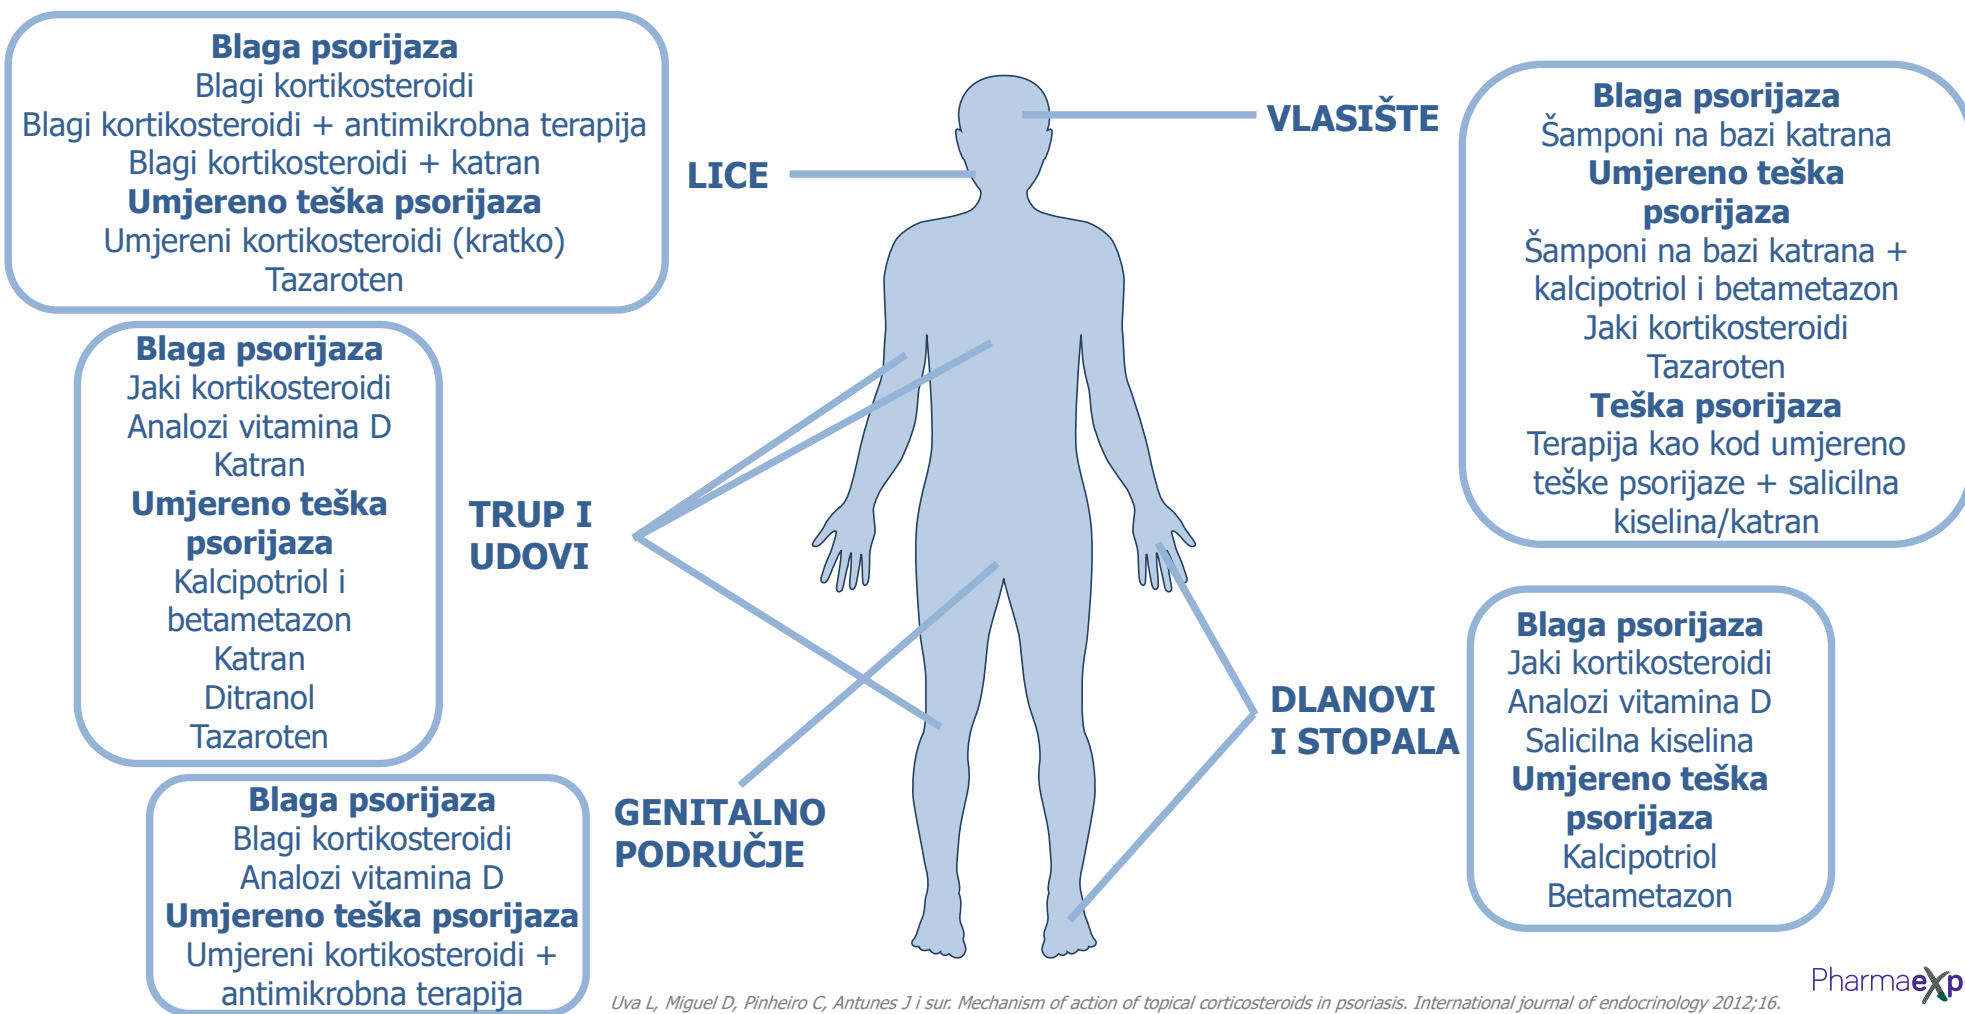 Blaga psorijaza
Blagi kortikosteroidi
Blagi kortikosteroidi + antimikrobna terapija
Blagi kortikosteroidi + katran
Umjereno teška psorijaza
Umjereni kortikosteroidi (kratko)
Tazaroten
LICE
VLASIŠTE
Blaga psorijaza
Šamponi na bazi katrana
Umjereno teška
psorijaza
Šamponi na bazi katrana +
kalcipotriol i betametazon
Jaki kortikosteroidi
Tazaroten
Teška psorijaza
Terapija kao kod umjereno
teške psorijaze + salicilna
kiselina/katran
Blaga psorijaza
Jaki kortikosteroidi
Analozi vitamina D
Katran
Umjereno teška
psorijaza
Kalcipotriol i
betametazon
Katran
Ditranol
Tazaroten
TRUP I
UDOVI
DLANOVI
I STOPALA
Blaga psorijaza
Jaki kortikosteroidi
Analozi vitamina D
Salicilna kiselina
Umjereno teška
psorijaza
Kalcipotriol
Betametazon
Blaga psorijaza
Blagi kortikosteroidi
Analozi vitamina D
Umjereno teška psorijaza
Umjereni kortikosteroidi +
antimikrobna terapija
GENITALNO
PODRUČJE
Uva L, Miguel D, Pinheiro C, Antunes J i sur. Mechanism of action of topical corticosteroids in psoriasis. International journal of endocrinology 2012;16.
Pharmaexp